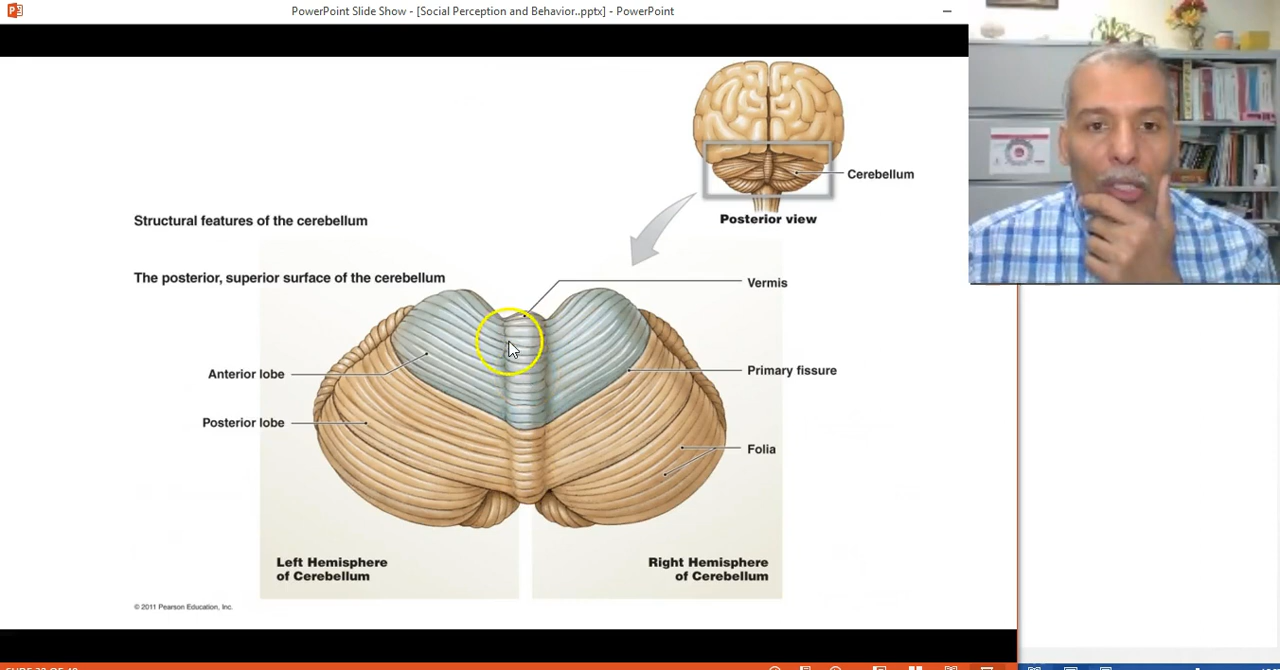 PowerPoint Slide Show - [Social Perception and Behavior..pptx] - PowerPoint
Cerebellum
Structural features of the cerebellum
Posterior view
The posterior, superior surface of the cerebellum
Vermis
Anterior lobe
Primary fissure
Posterior lobe
Folia
Left Hemisphere
of Cerebellum
Right Hemisphere
of Cerebellum
© 2011 Pearson Education, Inc.